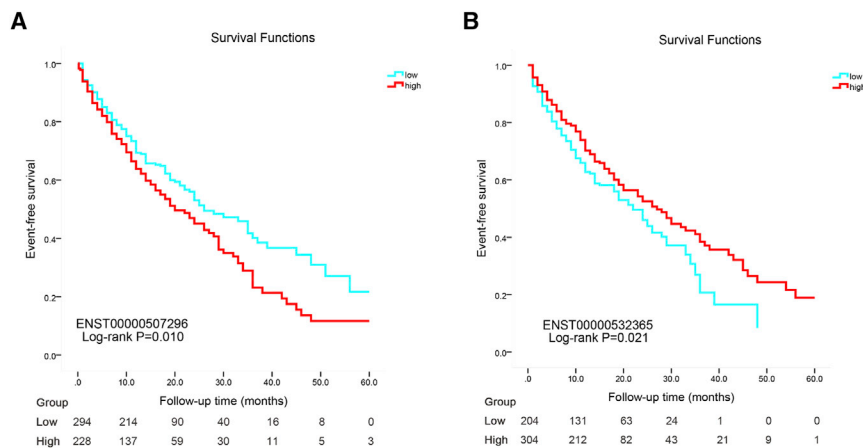 A
Survival Functions
low
high
1.0
0.8
0.6
0.4
0.2
0.0
Event-free survival
ENST00000507296
Log-rank P=0.010
.0 10.0 20.0 30.0 40.0 50.0 60.0
Follow-up time (months)
Group
Low 294 214 90 40 16 8 0
High 228 137 59 30 11 5 3
B
Survival Functions
low
high
1.0
0.8
0.6
0.4
0.2
0.0
Event-free survival
ENST00000532365
Log-rank P=0.021
.0 10.0 20.0 30.0 40.0 50.0 60.0
Follow-up time (months)
Group
Low 204 131 63 24 1 0 0
High 304 212 82 43 21 9 1